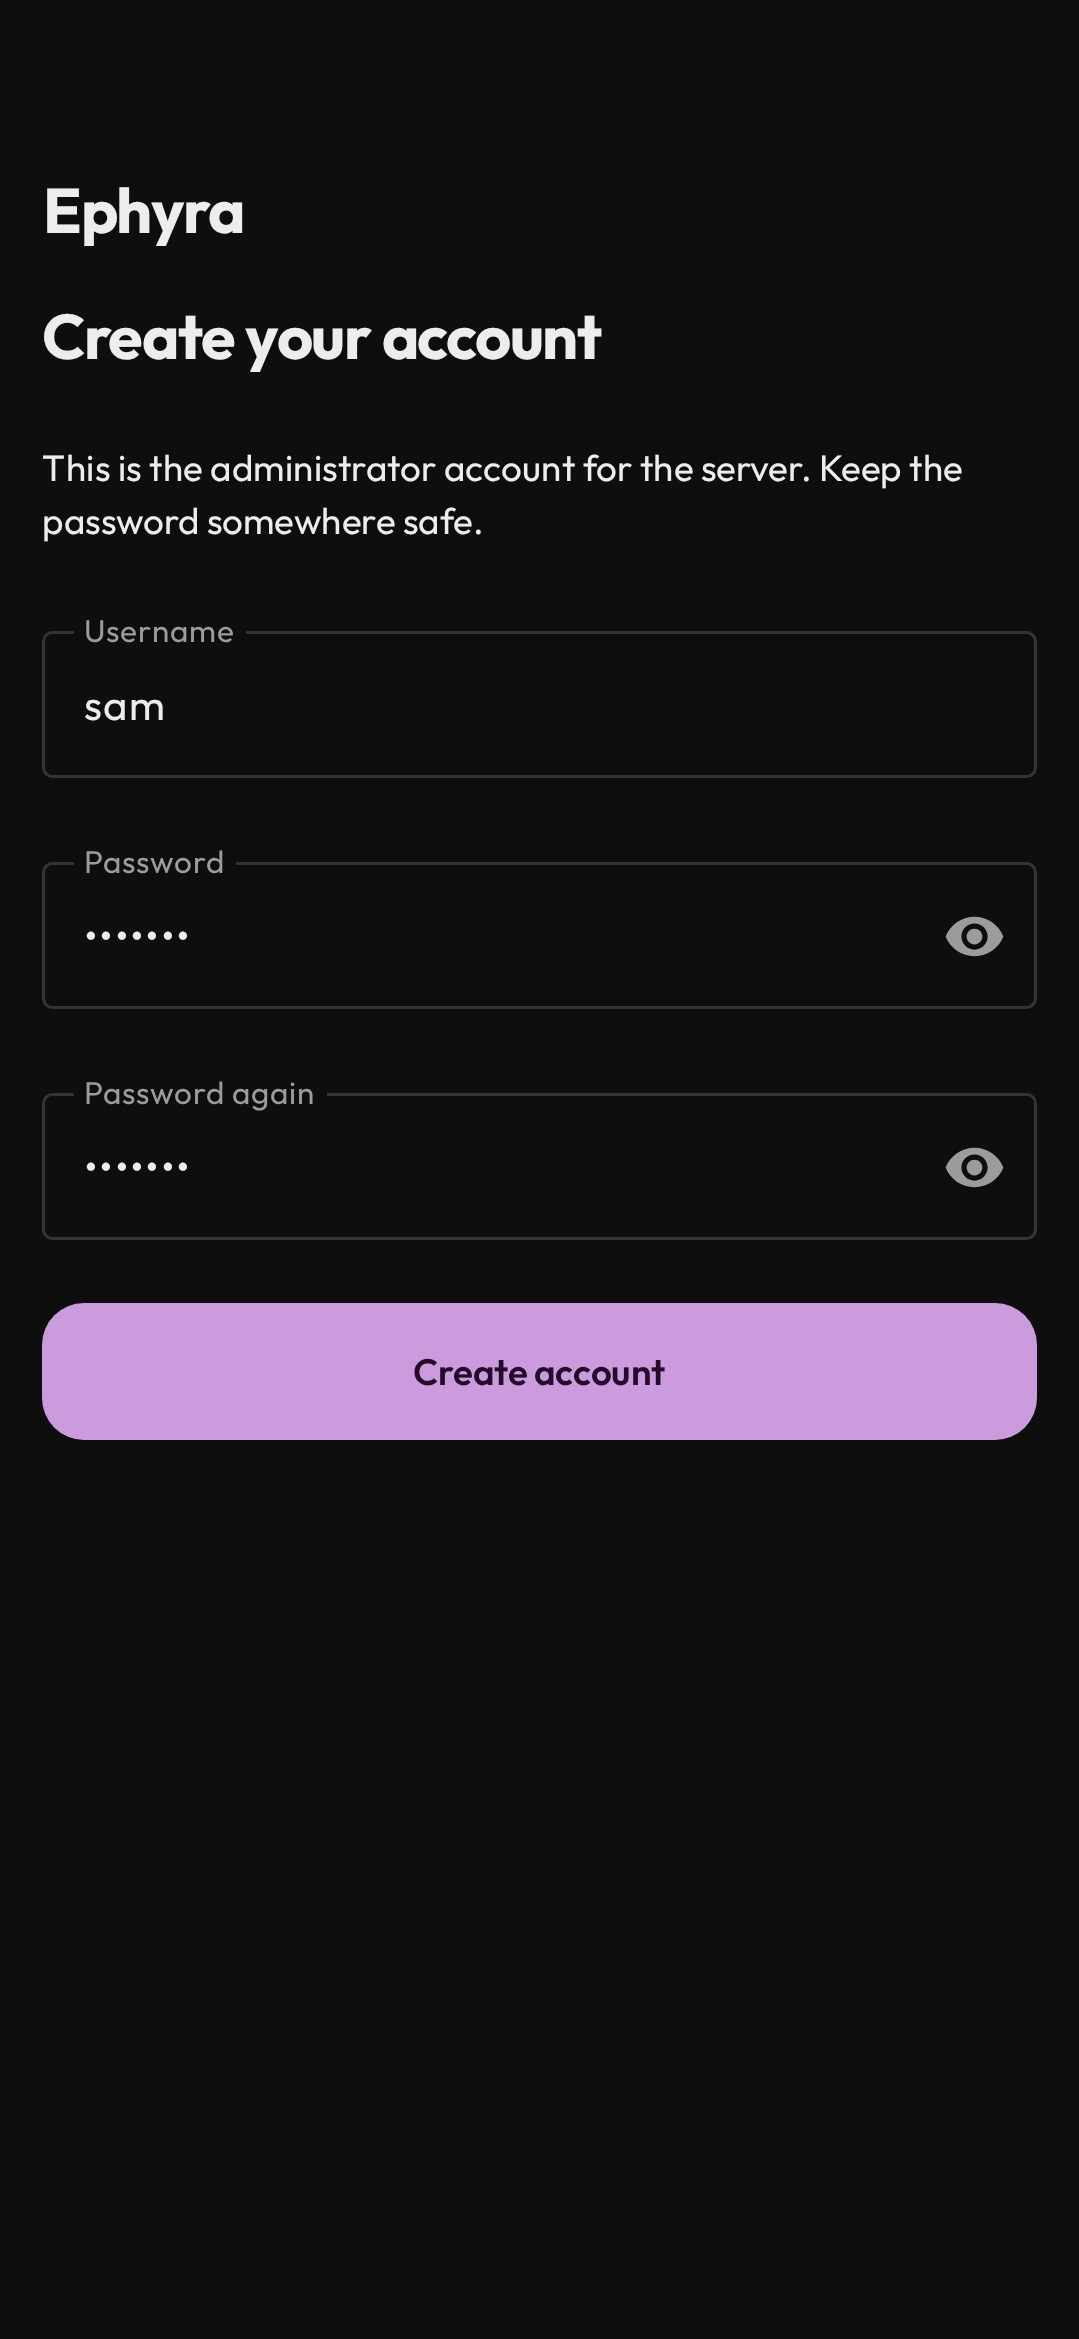 Ephyra
Create your account
This is the administrator account for the server. Keep the
password somewhere safe.
Username
sam
Password
•••••••
Password again
•••••••
Create account